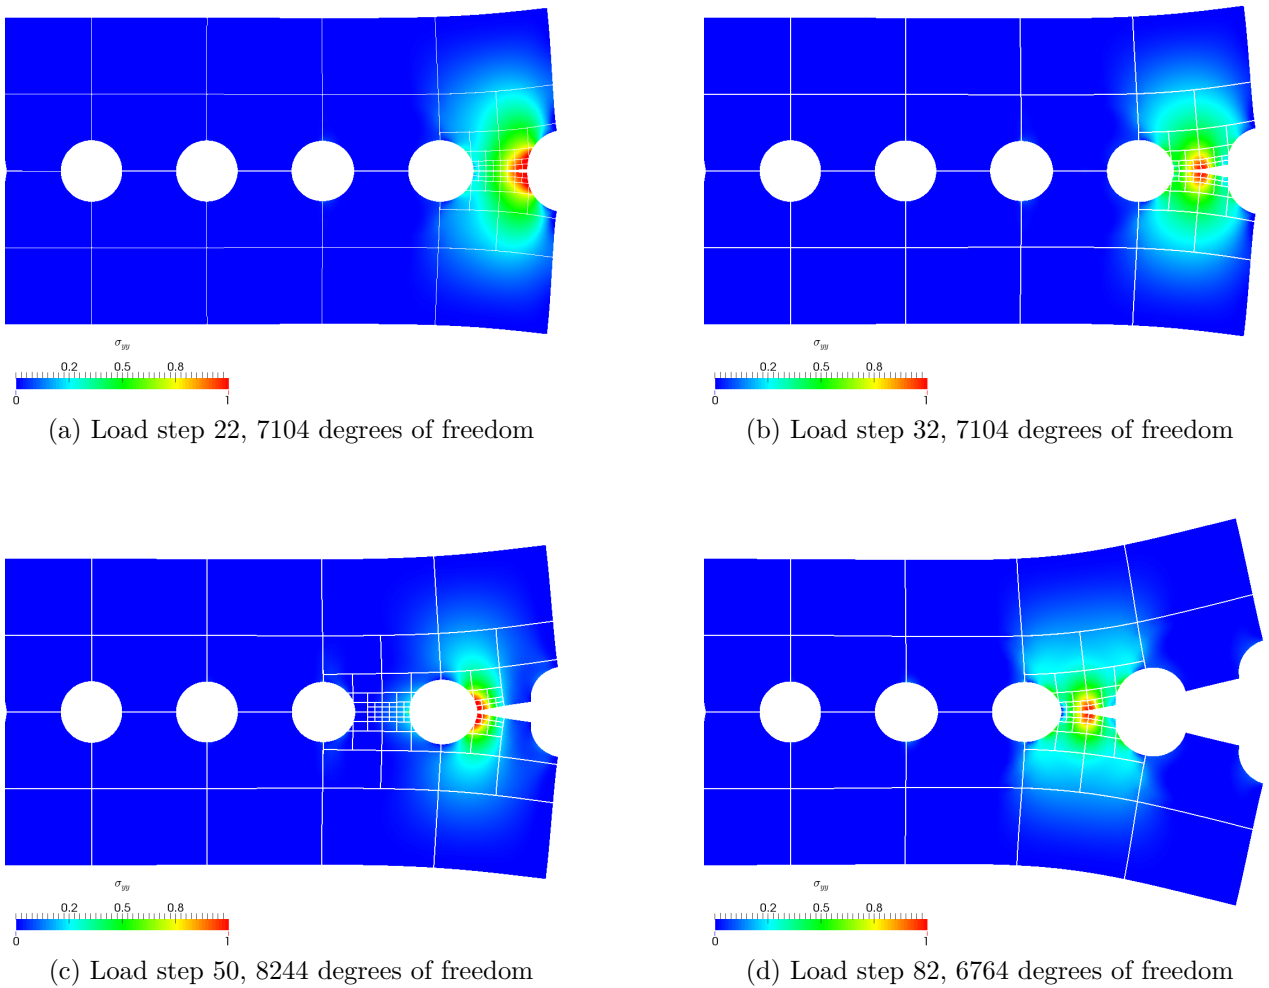 σyy
0.2 0.5 0.8
0 1
(a) Load step 22, 7104 degrees of freedom
σyy
0.2 0.5 0.8
0 1
(b) Load step 32, 7104 degrees of freedom
σyy
0.2 0.5 0.8
0 1
(c) Load step 50, 8244 degrees of freedom
σyy
0.2 0.5 0.8
0 1
(d) Load step 82, 6764 degrees of freedom